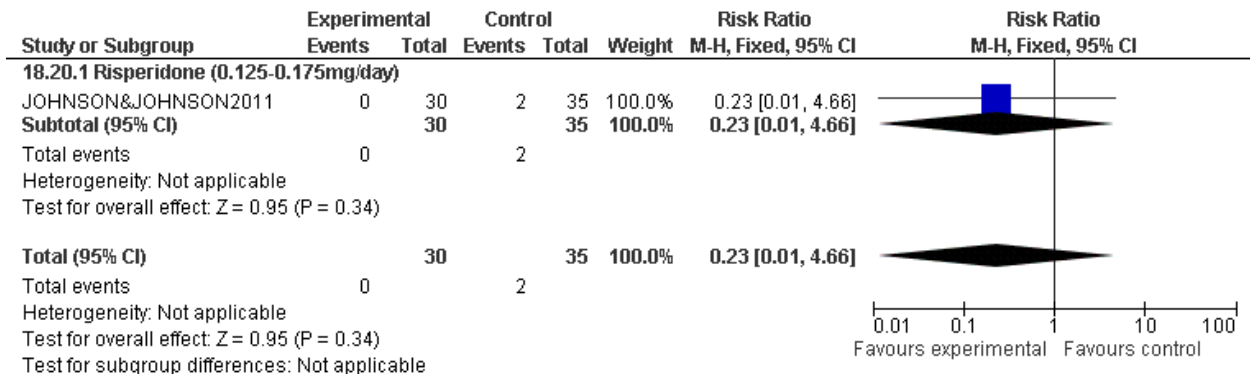 Experimental Control Risk Ratio Risk Ratio
Study or Subgroup Events Total Events Total Weight M-H, Fixed, 95% CI M-H, Fixed, 95% CI
18.20.1 Risperidone (0.125-0.175mg/day)
JOHNSON&JOHNSON2011 0 30 2 35 100.0% 0.23 [0.01, 4.66]
Subtotal (95% CI) 30 35 100.0% 0.23 [0.01, 4.66]
Total events 0 2
Heterogeneity: Not applicable
Test for overall effect: Z = 0.95 (P = 0.34)
Total (95% CI) 30 35 100.0% 0.23 [0.01, 4.66]
Total events 0 2
Heterogeneity: Not applicable
Test for overall effect: Z = 0.95 (P = 0.34)
Test for subgroup differences: Not applicable
0.01 0.1 1 10 100
Favours experimental Favours control